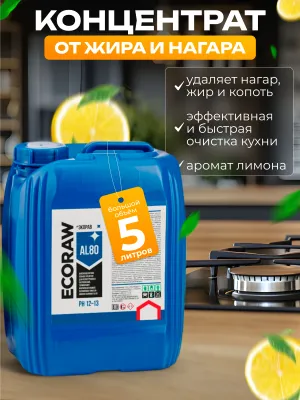 КОНЦЕНТРАТ
ОТ ЖИРА И НАГАРА
удаляет нагар,
жир и копоть
эффективная
и быстрая
очистка кухни
аромат лимона
большой
объём
5
литров
ECORAW
ЭКОРАВ
AL80
PH 12-13